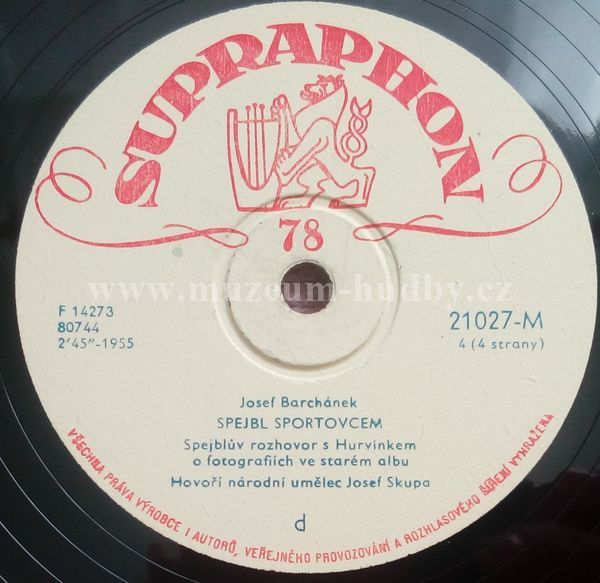 SUPRAPHON
78
F 14273
80744
2'45"-1955
21027-M
4 (4 strany)
www.muzeum-hudby.cz
Josef Barchánek
SPEJBL SPORTOVCEM
Spejblův rozhovor s Hurvínkem
o fotografiích ve starém albu
Hovoří národní umělec Josef Skupa
d
VŠECHNA PRÁVA VÝROBCE I AUTORŮ, VEŘEJNÉHO PROVOZOVÁNÍ A ROZHLASOVÉHO ŠÍŘENÍ VYHRAŽENA